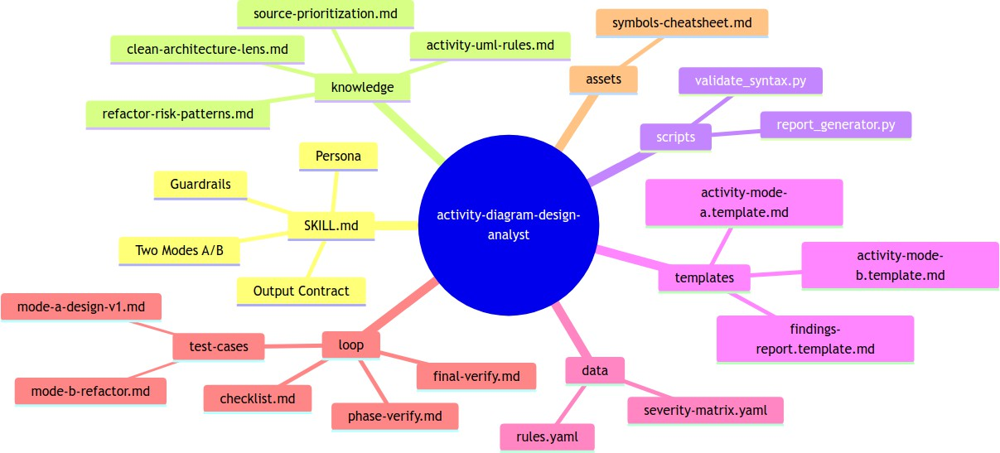 source-prioritization.md
symbols-cheatsheet.md
clean-architecture-lens.md
activity-uml-rules.md
knowledge
assets
validate_syntax.py
refactor-risk-patterns.md
report_generator.py
scripts
Persona
Guardrails
activity-mode-
a.template.md
SKILL.md
activity-diagram-design-
analyst
Two Modes A/B
activity-mode-
b.template.md
templates
Output Contract
mode-a-design-v1.md
findings-
report.template.md
test-cases
loop
data
final-verify.md
mode-b-refactor.md
checklist.md
phase-verify.md
severity-matrix.yaml
rules.yaml